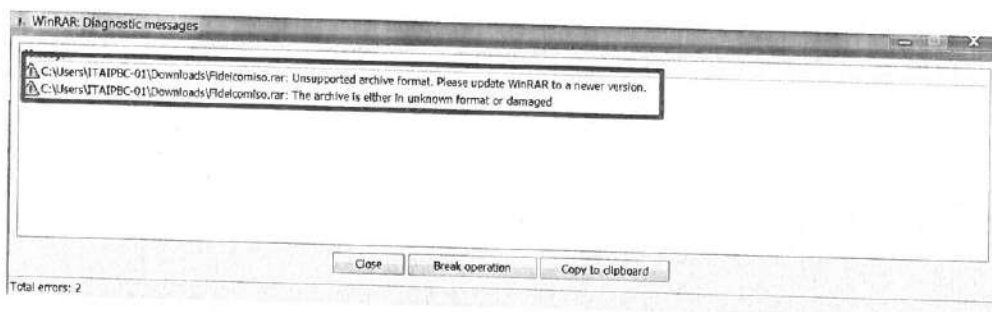 WinRAR: Diagnostic messages
C:\Users\ITAIPBC-01\Downloads\Fideicomiso.rar: Unsupported archive format. Please update WinRAR to a newer version.
C:\Users\ITAIPBC-01\Downloads\Fideicomiso.rar: The archive is either in unknown format or damaged
Close
Break operation
Copy to clipboard
Total errors: 2